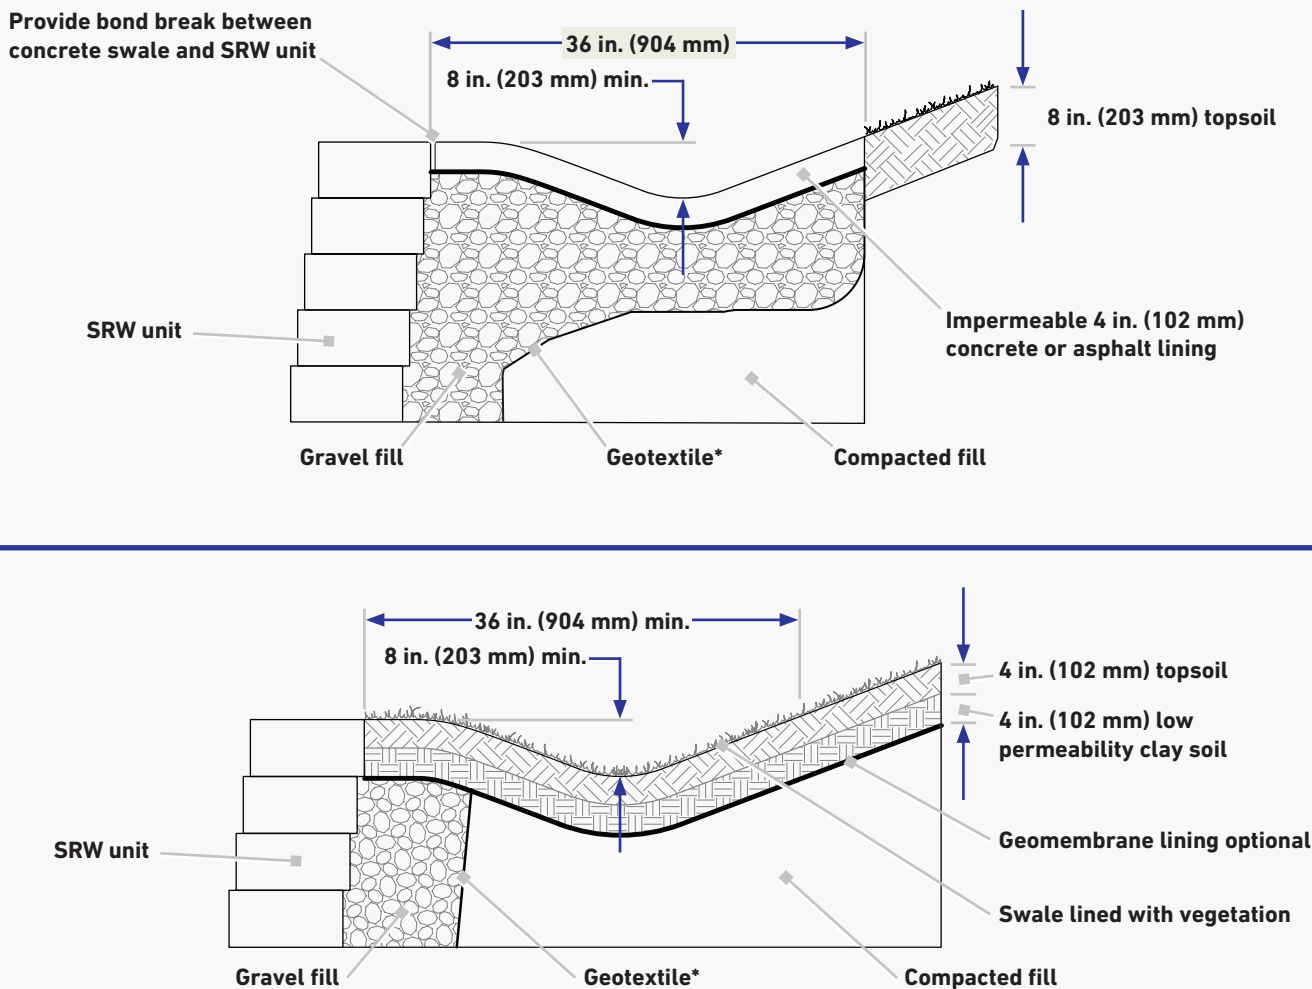 Provide bond break between
concrete swale and SRW unit
36 in. (904 mm)
8 in. (203 mm) min.
8 in. (203 mm) topsoil
SRW unit
Impermeable 4 in. (102 mm)
concrete or asphalt lining
Gravel fill
Geotextile*
Compacted fill
36 in. (904 mm) min.
8 in. (203 mm) min.
4 in. (102 mm) topsoil
4 in. (102 mm) low
permeability clay soil
SRW unit
Geomembrane lining optional
Swale lined with vegetation
Gravel fill
Geotextile*
Compacted fill